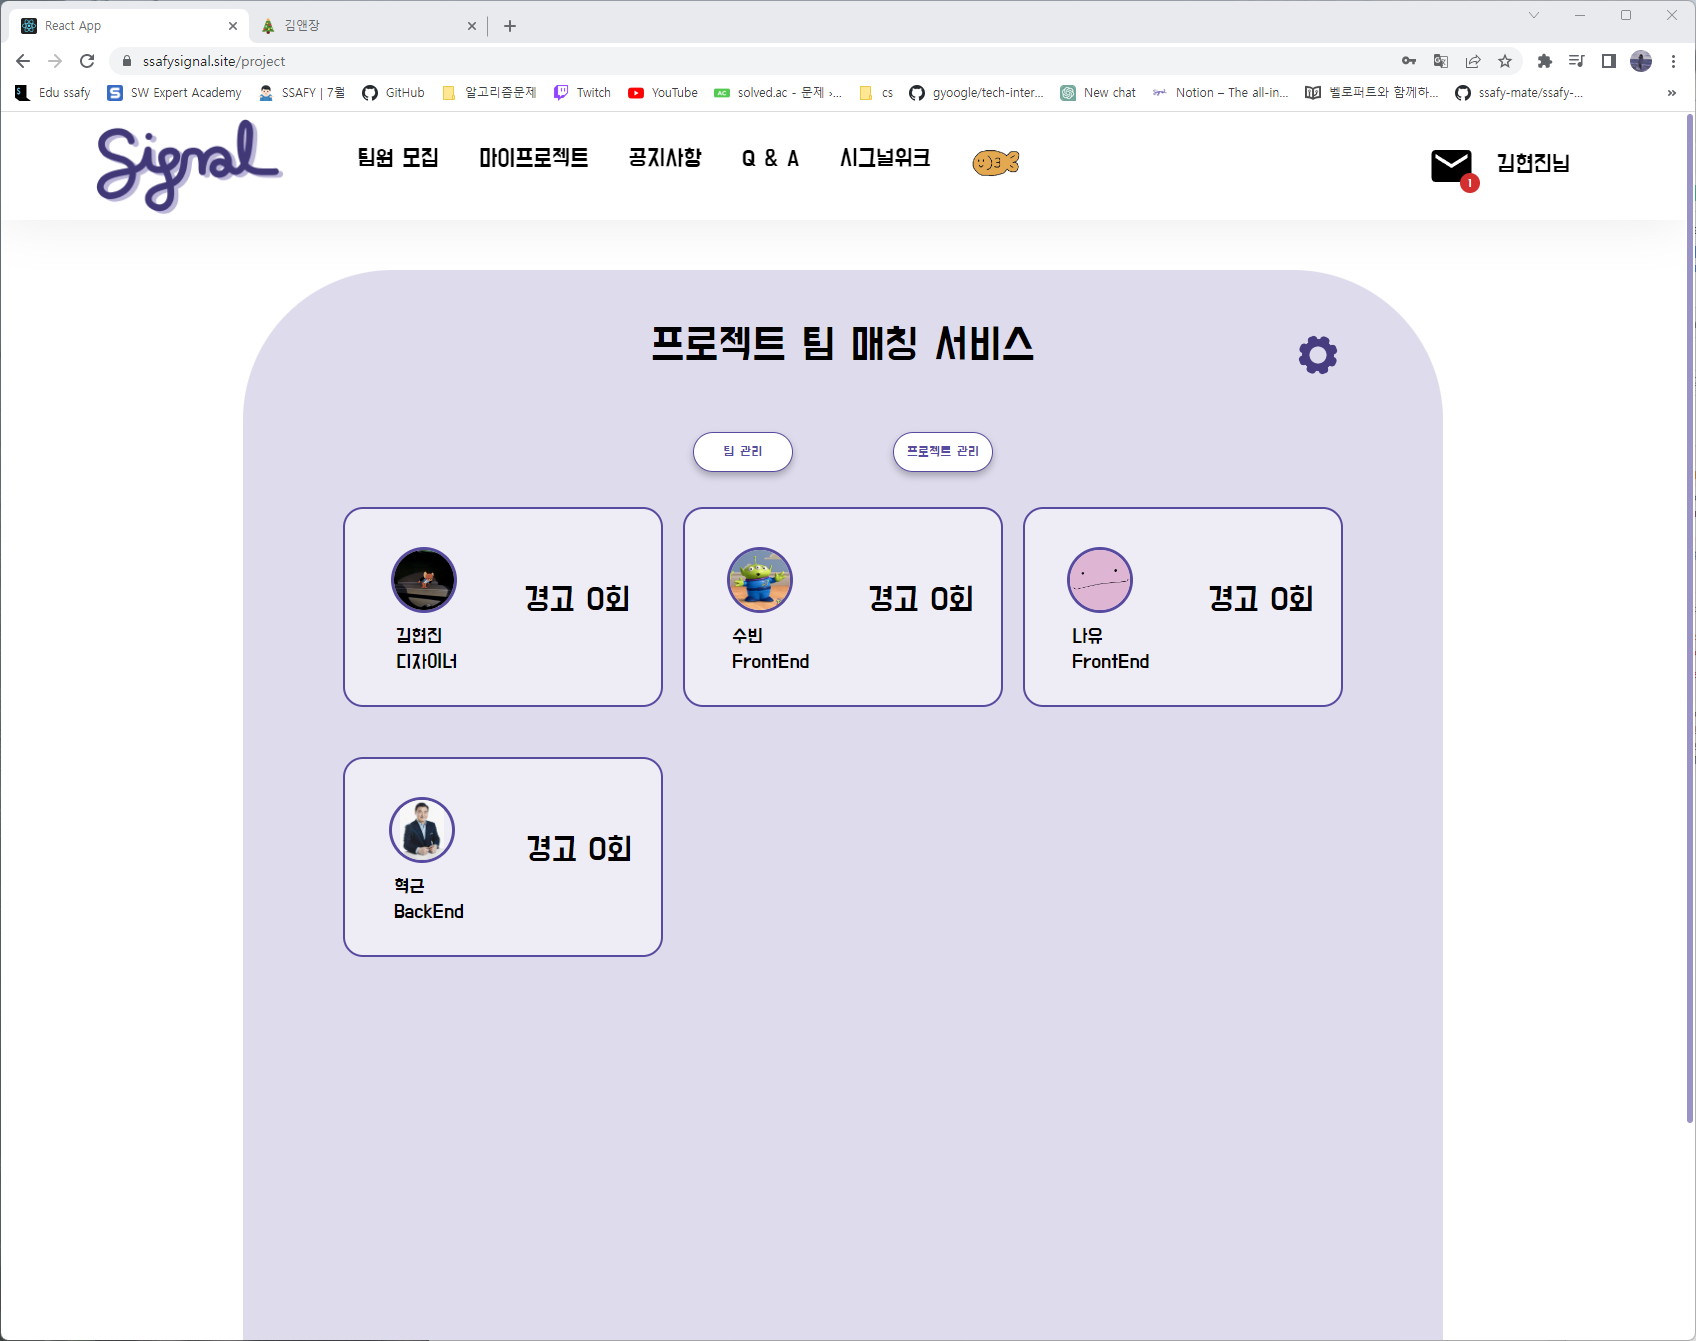 React App
김앤장
ssafysignal.site/project
Edu ssafy
SW Expert Academy
SSAFY | 7월
GitHub
알고리즘문제
Twitch
YouTube
solved.ac - 문제 ›...
cs
gyoogle/tech-inter...
New chat
Notion – The all-in...
벨로퍼트와 함께하...
ssafy-mate/ssafy-...
»
Signal
팀원 모집
마이프로젝트
공지사항
Q & A
시그널위크
1
김현진님
프로젝트 팀 매칭 서비스
팀 관리
프로젝트 관리
경고 0회
김현진
디자이너
경고 0회
수빈
FrontEnd
경고 0회
나유
FrontEnd
경고 0회
혁근
BackEnd